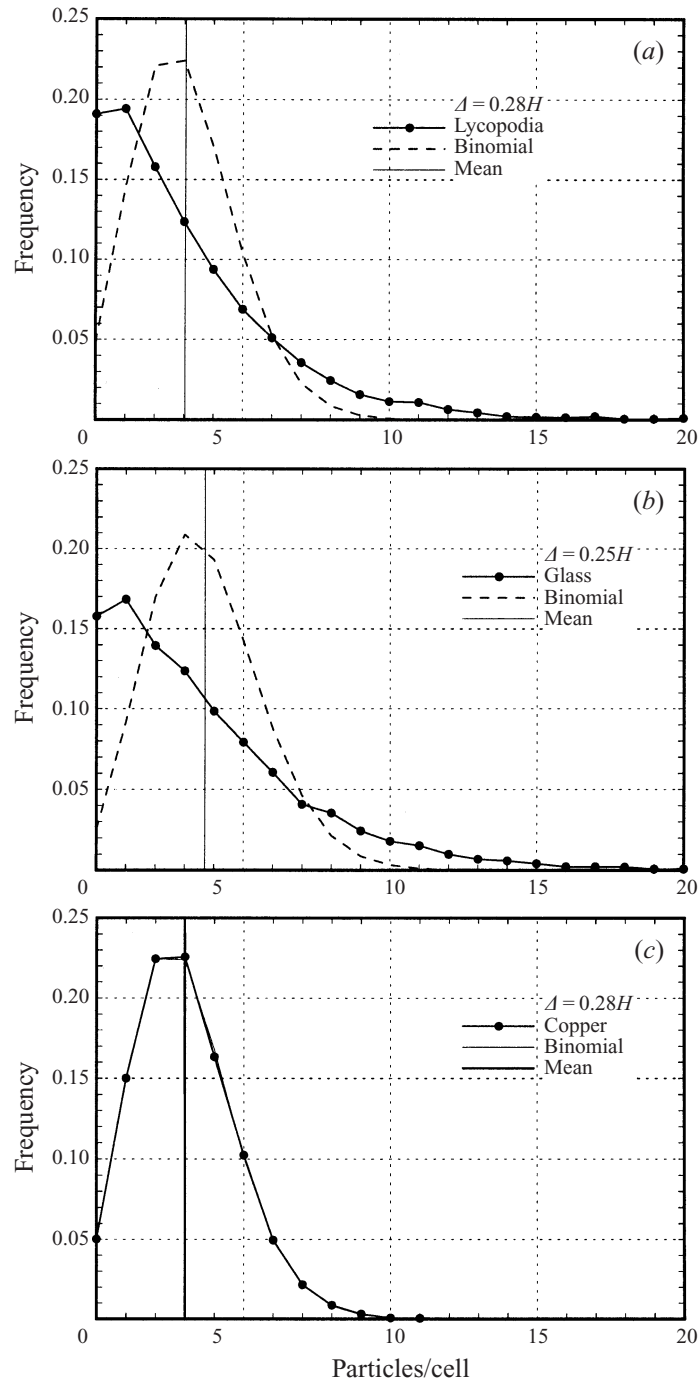 0.25
(a)
Δ = 0.28H
Lycopodia
Binomial
Mean
0.20
0.15
Frequency
0.10
0.05
0 5 10 15 20
0.25
(b)
Δ = 0.25H
Glass
Binomial
Mean
0.20
0.15
Frequency
0.10
0.05
0 5 10 15 20
0.25
(c)
Δ = 0.28H
Copper
Binomial
Mean
0.20
0.15
Frequency
0.10
0.05
0 5 10 15 20
Particles/cell